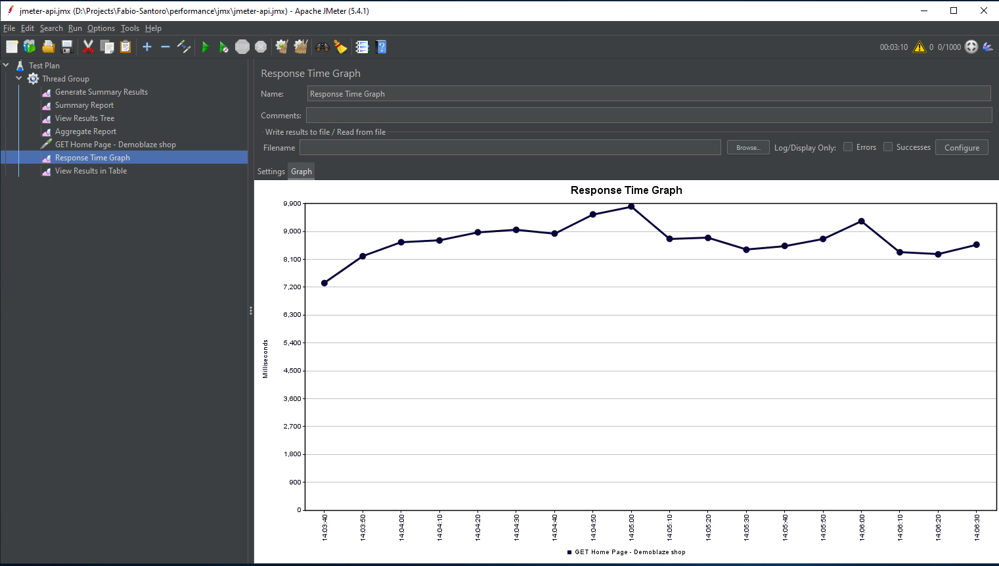 jmeter-api.jmx (D:\Projects\Fabio-Santoro\performance\jmx\jmeter-api.jmx) - Apache JMeter (5.4.1)
File Edit Search Run Options Tools Help
00:03:10 0 0/1000
Test Plan
Thread Group
Generate Summary Results
Summary Report
View Results Tree
Aggregate Report
GET Home Page - Demoblaze shop
Response Time Graph
View Results in Table
Response Time Graph
Name: Response Time Graph
Comments:
Write results to file / Read from file
Filename Browse... Log/Display Only: Errors Successes Configure
Settings Graph
Response Time Graph
9,900
9,000
8,100
7,200
6,300
5,400
4,500
3,600
2,700
1,800
900
0
Milliseconds
14:03:40 14:03:50 14:04:00 14:04:10 14:04:20 14:04:30 14:04:40 14:04:50 14:05:00 14:05:10 14:05:20 14:05:30 14:05:40 14:05:50 14:06:00 14:06:10 14:06:20 14:06:30
GET Home Page - Demoblaze shop